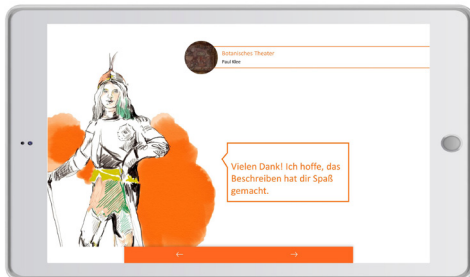 Botanisches Theater
Paul Klee
Vielen Dank! Ich hoffe, das
Beschreiben hat dir Spaß
gemacht.